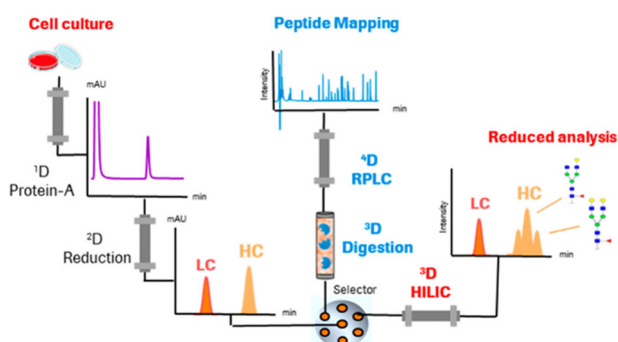 Cell culture
mAU
¹D
Protein-A
min
²D
Reduction
mAU
LC
HC
min
Peptide Mapping
Intensity
min
⁴D
RPLC
³D
Digestion
Selector
³D
HILIC
Reduced analysis
Intensity
LC
HC
min